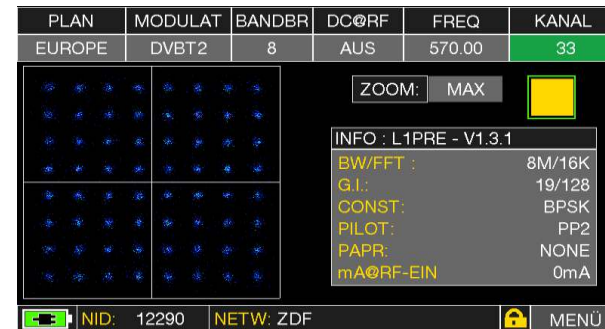 PLAN MODULAT BANDBR DC@RF FREQ KANAL
EUROPE DVBT2 8 AUS 570.00 33
ZOOM: MAX
INFO : L1PRE - V1.3.1
BW/FFT : 8M/16K
G.I.: 19/128
CONST: BPSK
PILOT: PP2
PAPR: NONE
mA@RF-EIN 0mA
NID: 12290 NETW: ZDF MENÜ